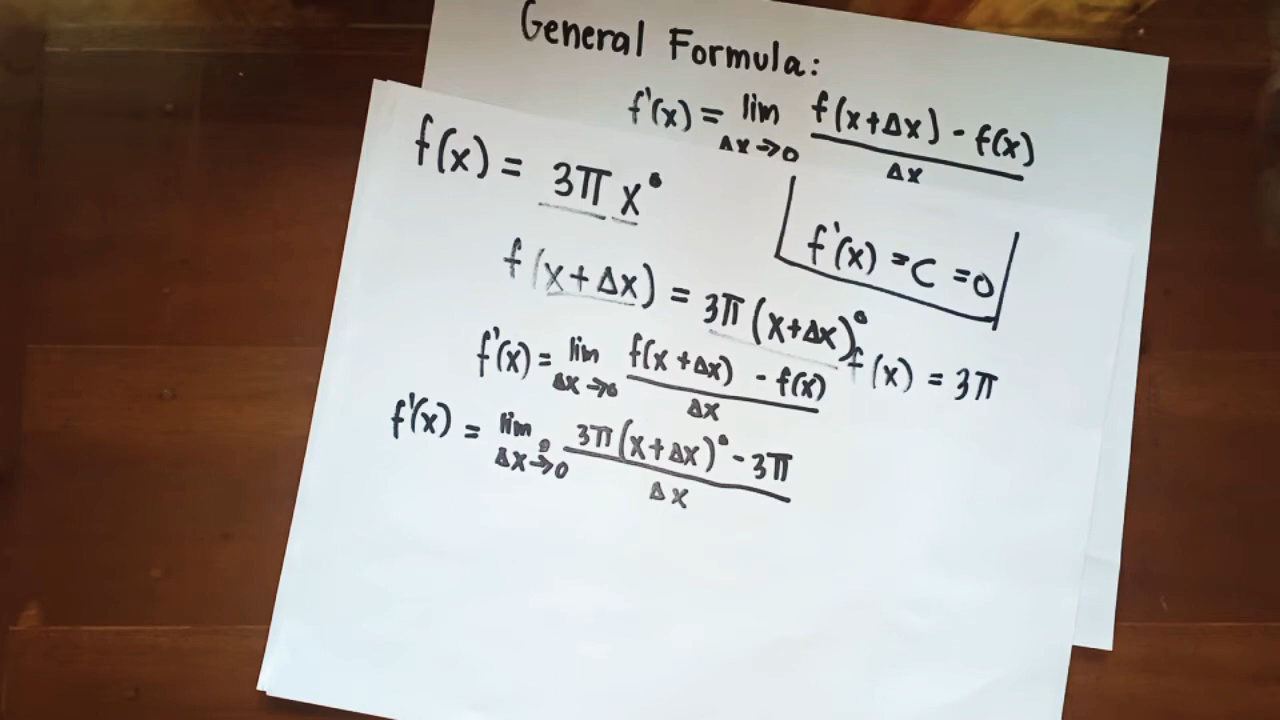 General Formula:
f'(x) = lim Δx→0 f(x+Δx) - f(x) / Δx
f(x) = 3π x⁰
f'(x) = C = 0
f(x+Δx) = 3π(x+Δx)⁰
f(x) = 3π
f'(x) = lim Δx→0 f(x+Δx) - f(x) / Δx
f'(x) = lim Δx→0 3π(x+Δx)⁰ - 3π / Δx